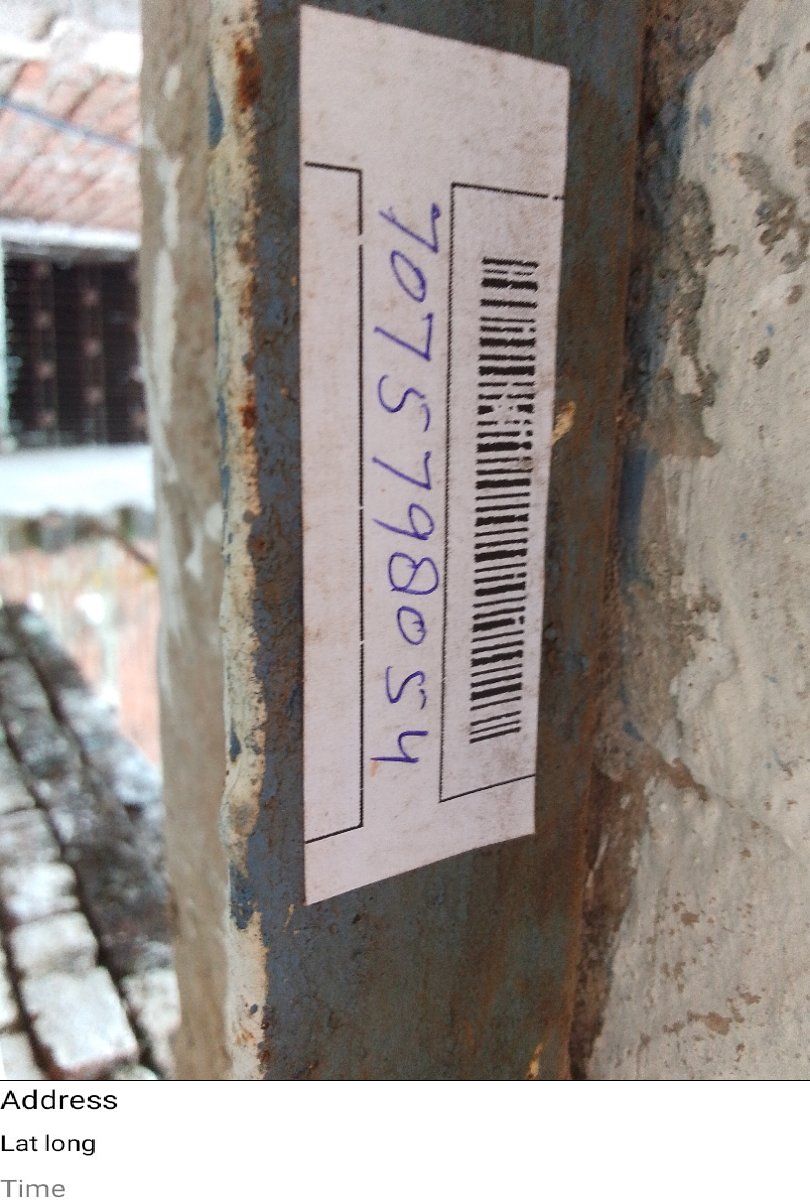 7075798054
Address
Lat long
Time